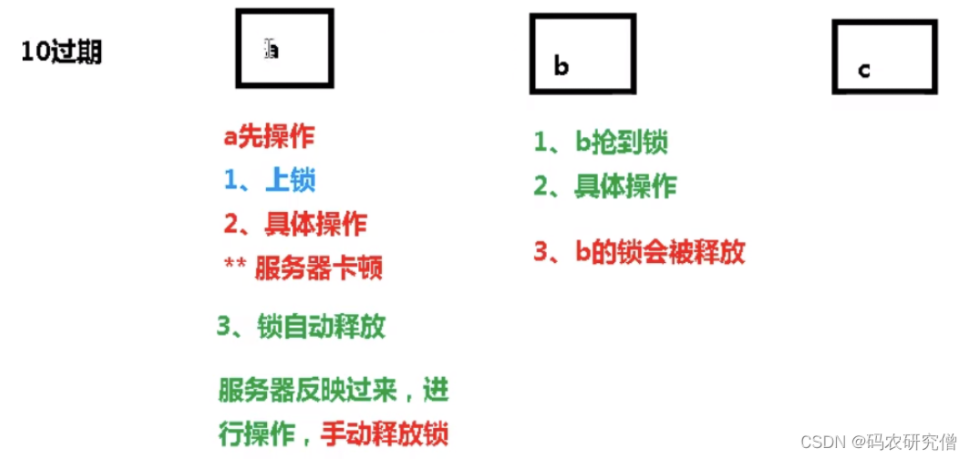 10过期
a
b
c
a先操作
1、上锁
2、具体操作
** 服务器卡顿
3、锁自动释放
服务器反映过来，进
行操作，手动释放锁
1、b抢到锁
2、具体操作
3、b的锁会被释放
CSDN @码农研究僧